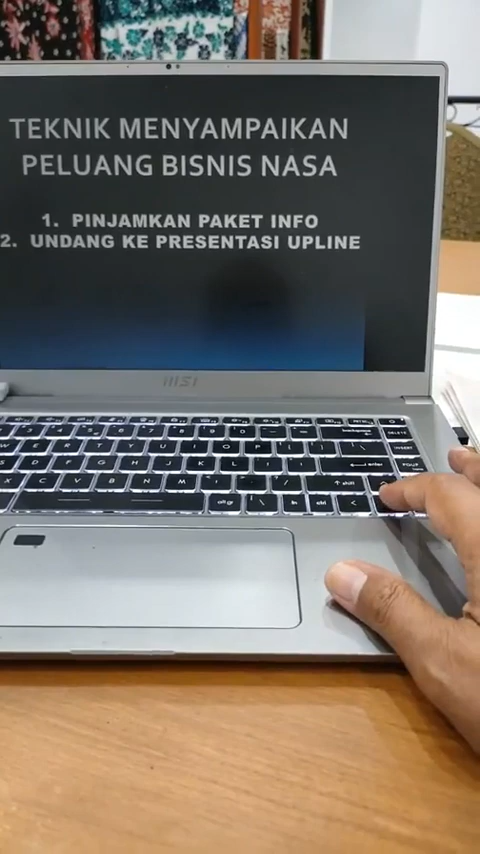 TEKNIK MENYAMPAIKAN
PELUANG BISNIS NASA
1. PINJAMKAN PAKET INFO
2. UNDANG KE PRESENTASI UPLINE
msi